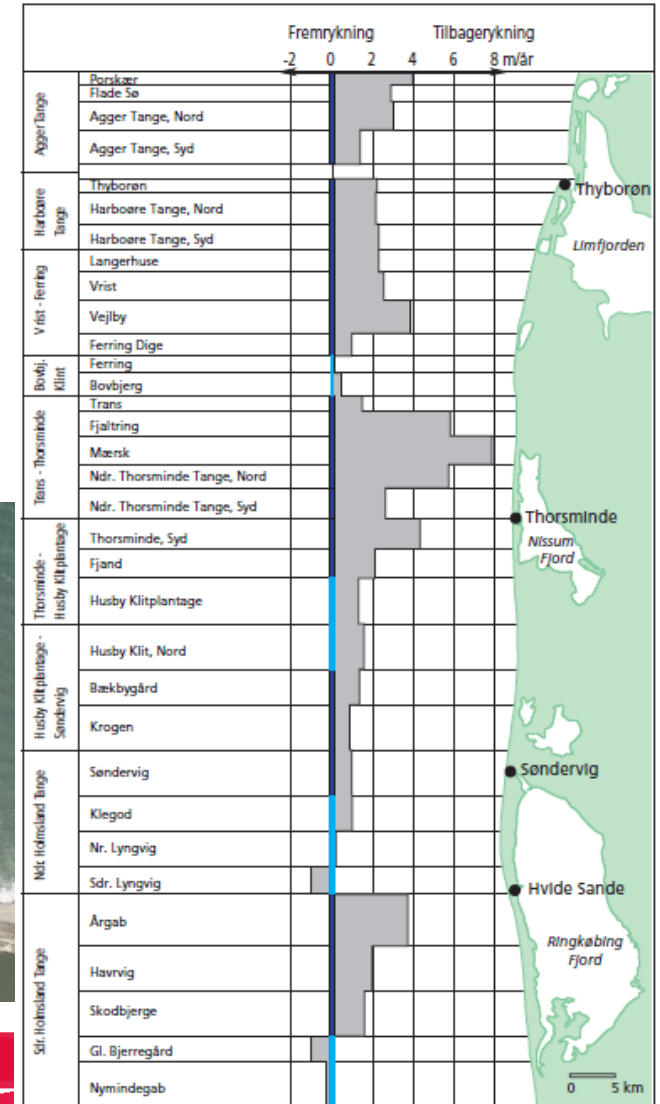 Fremrykning Tilbagerykning
-2 0 2 4 6 8 m/år
Agger Tange
Porskær
Flade Sø
Agger Tange, Nord
Agger Tange, Syd
Harboøre Tange
Thyborøn
Harboøre Tange, Nord
Harboøre Tange, Syd
Vrist - Ferring
Langerhuse
Vrist
Vejlby
Ferring Dige
Bovbj. Klint
Ferring
Bovbjerg
Trans - Thorsminde
Trans
Fjaltring
Mærsk
Ndr. Thorsminde Tange, Nord
Ndr. Thorsminde Tange, Syd
Thorsminde -
Husby Klitplantage
Thorsminde, Syd
Fjand
Husby Klitplantage
Husby Klitplantage -
Søndervig
Husby Klit, Nord
Bækbygård
Krogen
Ndr. Holmsland Tange
Søndervig
Klegod
Nr. Lyngvig
Sdr. Lyngvig
Sdr. Holmsland Tange
Årgab
Havrvig
Skodbjerge
Gl. Bjerregård
Nymindegab
Thyborøn
Limfjorden
Thorsminde
Nissum
Fjord
Søndervig
Hvide Sande
Ringkøbing
Fjord
0 5 km